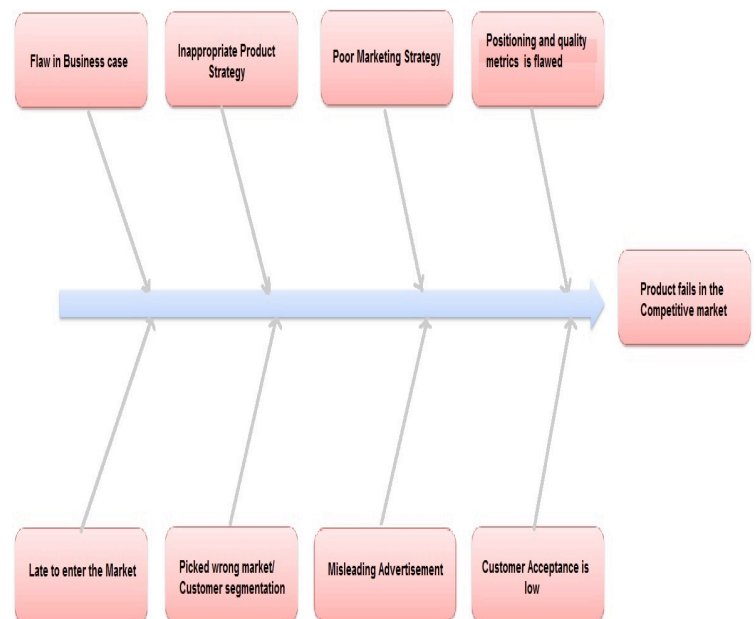 Flaw in Business case
Inappropriate Product
Strategy
Poor Marketing Strategy
Positioning and quality
metrics is flawed
Product fails in the
Competitive market
Late to enter the Market
Picked wrong market/
Customer segmentation
Misleading Advertisement
Customer Acceptance is
low